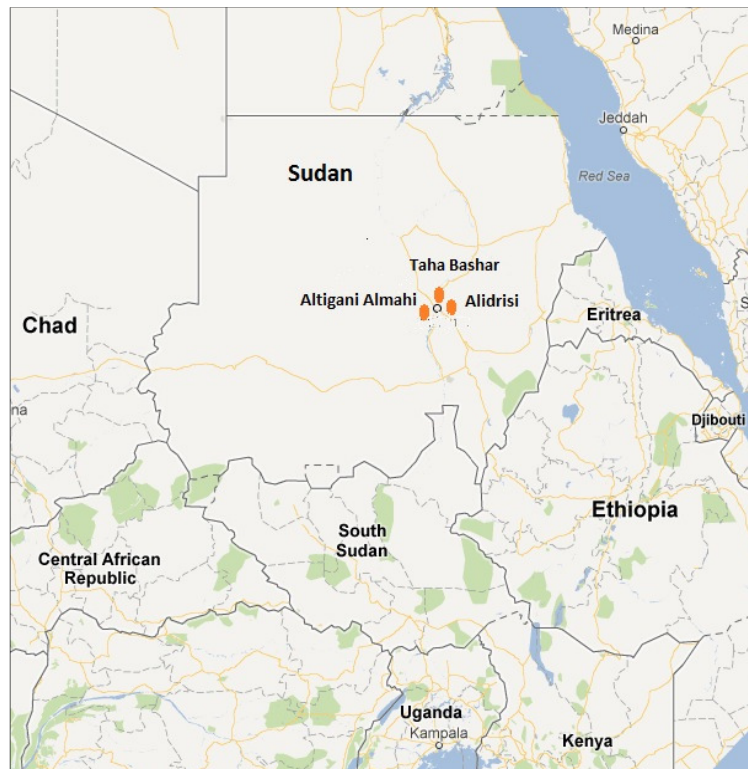 Medina
Jeddah
Red Sea
Sudan
Taha Bashar
Altigani Almahi
Alidrisi
Chad
Eritrea
na
S
Djibouti
Ethiopia
South
Sudan
Central African
Republic
Uganda
Kampala
Kenya